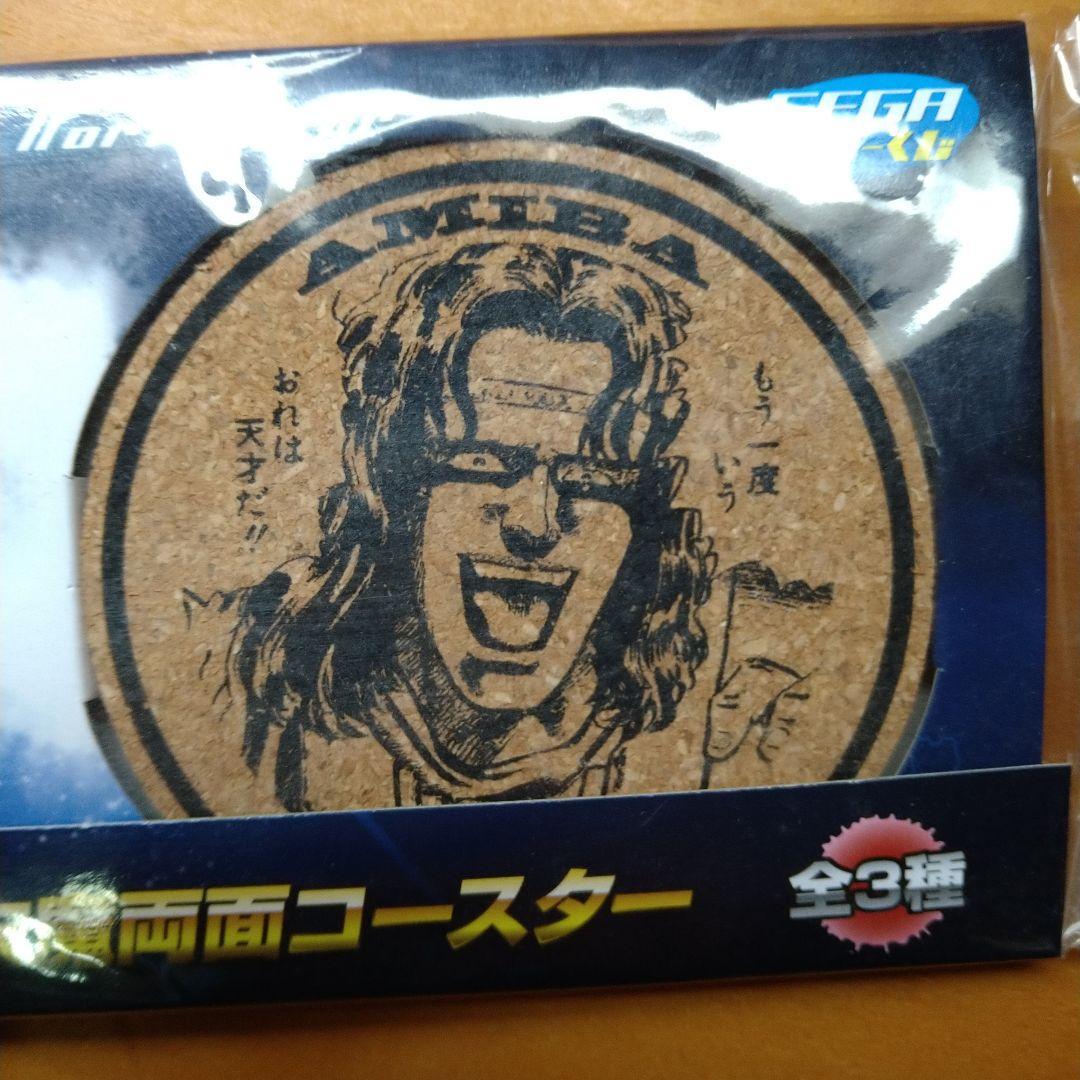 SEGA
くじ
AMIBA
もう一度
いう
おれは
天才だ!!
両面コースター
全3種